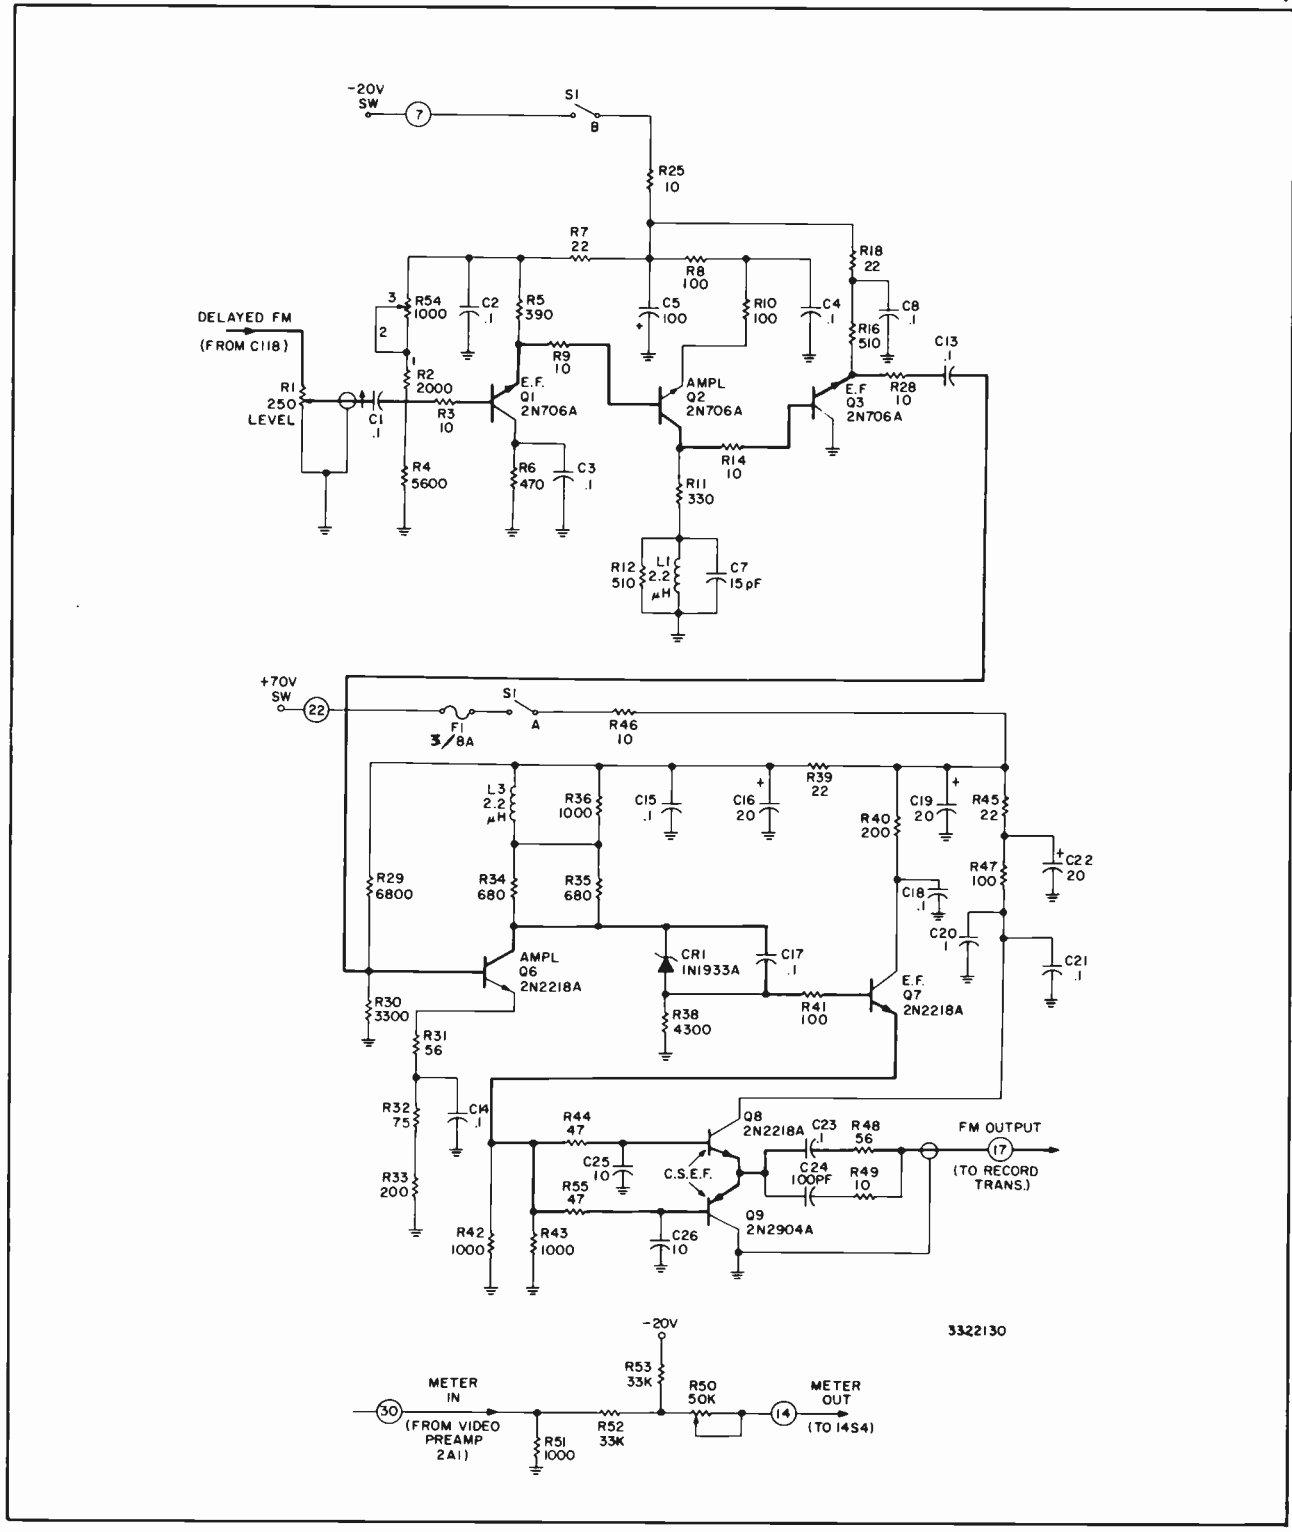 -20V
SW
7
S1
B
R25
10
R7
22
R8
100
R18
22
3
R54
1000
2
1
C2
.1
R5
390
C5
100
+
R10
100
C4
.1
C8
.1
R16
510
C13
.1
DELAYED FM
(FROM C118)
R9
10
R2
2000
E.F.
Q1
2N706A
AMPL
Q2
2N706A
E.F
Q3
2N706A
R28
10
R1
250
LEVEL
C1
.1
R3
10
R4
5600
R6
470
C3
.1
R14
10
R11
330
R12
510
L1
2.2
μH
C7
15pF
+70V
SW
22
F1
3/8A
S1
A
R46
10
L3
2.2
μH
R36
1000
C15
.1
+
C16
20
R39
22
R40
200
+
C19
20
R45
22
R29
6800
R34
680
R35
680
C18
.1
R47
100
+
C22
20
AMPL
Q6
2N2218A
CR1
1N1933A
C17
.1
C20
.1
C21
.1
R30
3300
R38
4300
R41
100
E.F.
Q7
2N2218A
R31
56
R32
75
C14
.1
R33
200
R44
47
C25
10
R55
47
C.S.E.F.
Q8
2N2218A
C23
.1
R48
56
C24
100PF
R49
10
FM OUTPUT
17
(TO RECORD
TRANS.)
R42
1000
R43
1000
C26
10
Q9
2N2904A
3322130
-20V
R53
33K
R50
50K
METER
IN
30
(FROM VIDEO
PREAMP
2A1)
R51
1000
R52
33K
14
METER
OUT
(TO 14S4)